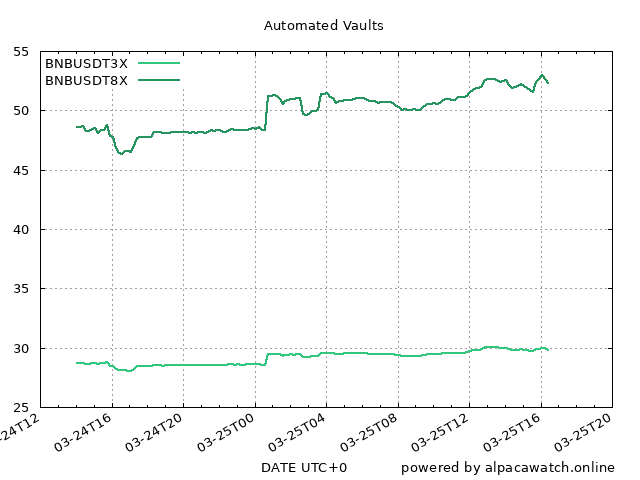 Automated Vaults
BNBUSDT3X
BNBUSDT8X
55
50
45
40
35
30
25
-24T12
03-24T16
03-24T20
03-25T00
03-25T04
03-25T08
03-25T12
03-25T16
03-25T20
DATE UTC+0
powered by alpacawatch.online